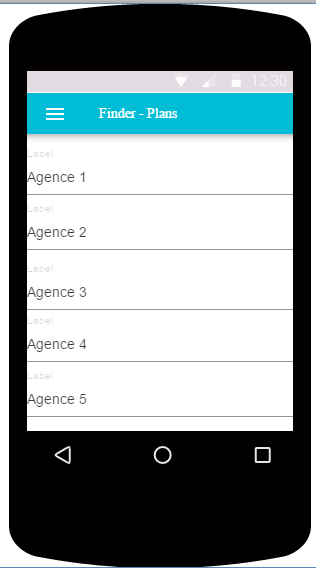 12:30
Finder - Plans
Label
Agence 1
Label
Agence 2
Label
Agence 3
Label
Agence 4
Label
Agence 5